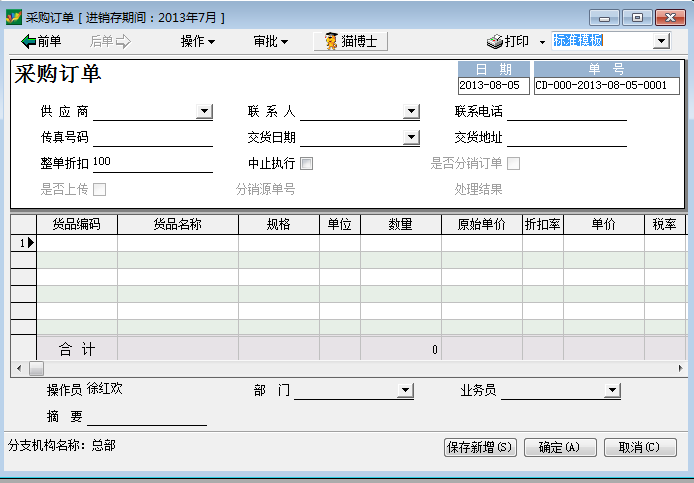 采购订单 [ 进销存期间：2013年7月 ]
前单 后单 操作 审批 猫博士 打印 标准模板
采购订单 日 期 单 号
2013-08-05 CD-000-2013-08-05-0001
供 应 商 联 系 人 联系电话
传真号码 交货日期 交货地址
整单折扣 100 中止执行 是否分销订单
是否上传 分销源单号 处理结果
货品编码 货品名称 规格 单位 数量 原始单价 折扣率 单价 税率
1
合 计 0
操作员 徐红欢 部 门 业务员
摘 要
分支机构名称: 总部 保存新增(S) 确定(A) 取消(C)